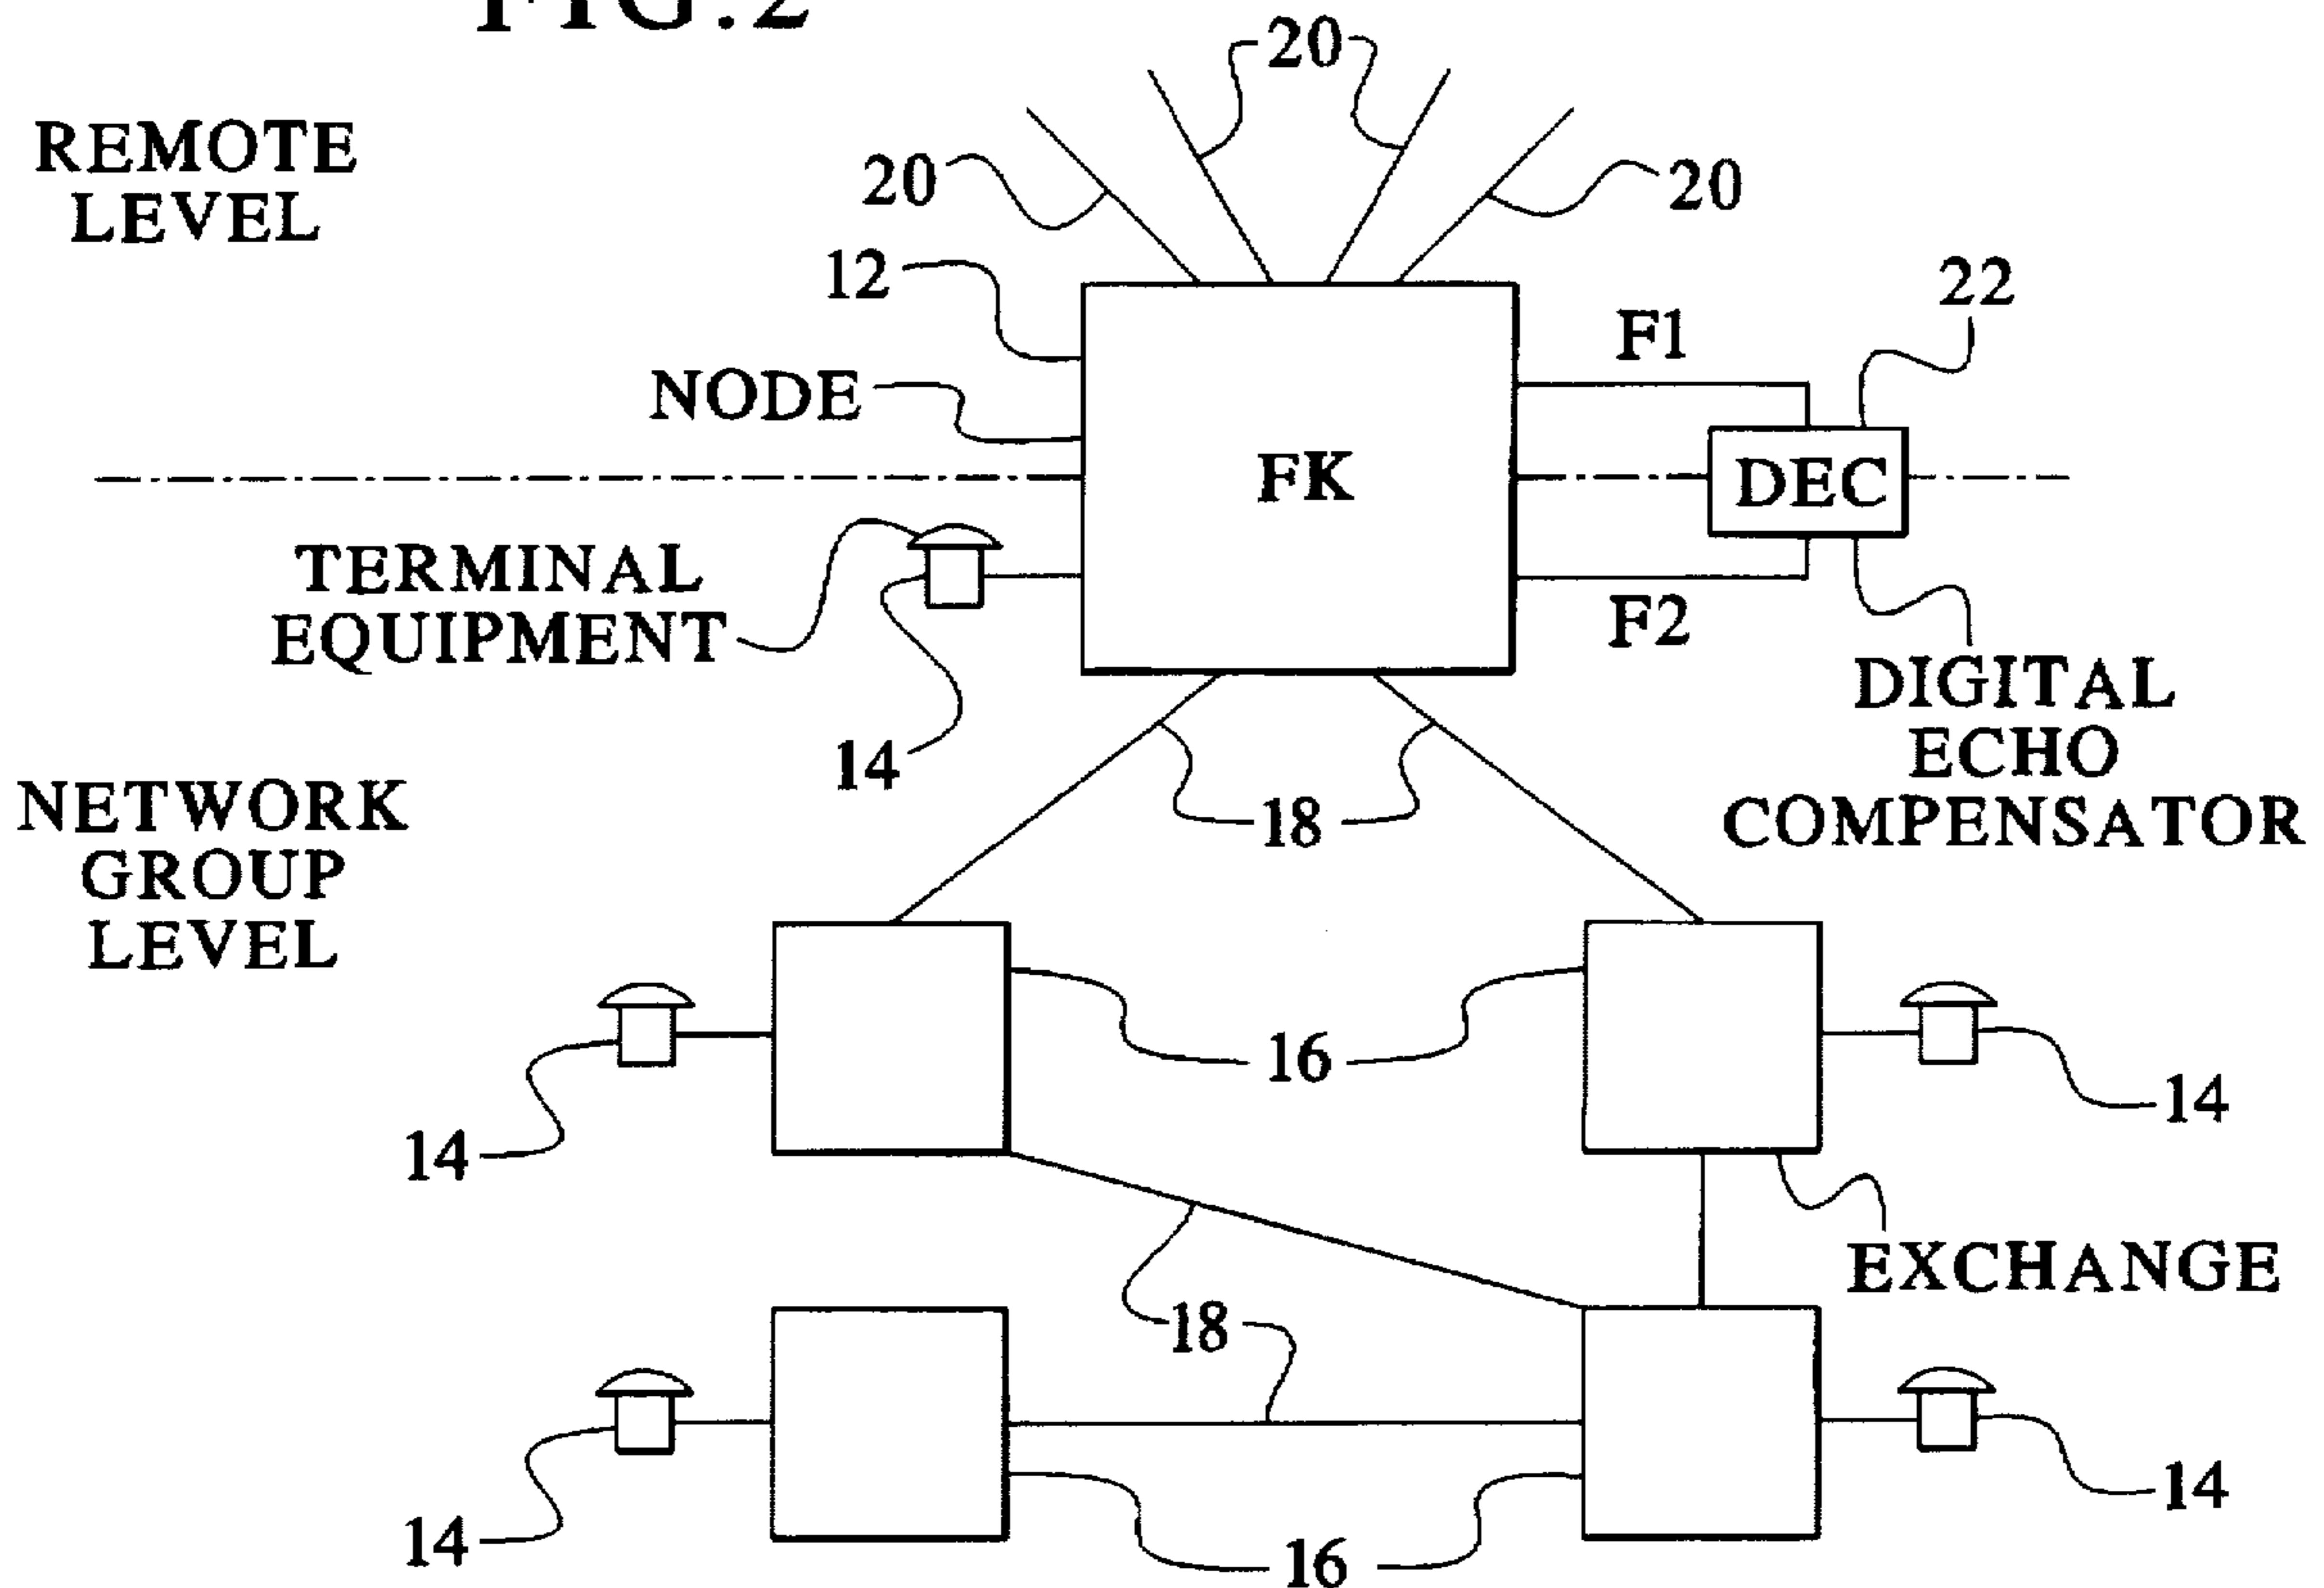 FIG.2
20
REMOTE
LEVEL
20
20
12
22
F1
NODE
FK
DEC
TERMINAL
EQUIPMENT
F2
DIGITAL
ECHO
COMPENSATOR
14
18
NETWORK
GROUP
LEVEL
16
14
14
EXCHANGE
18
14
14
16